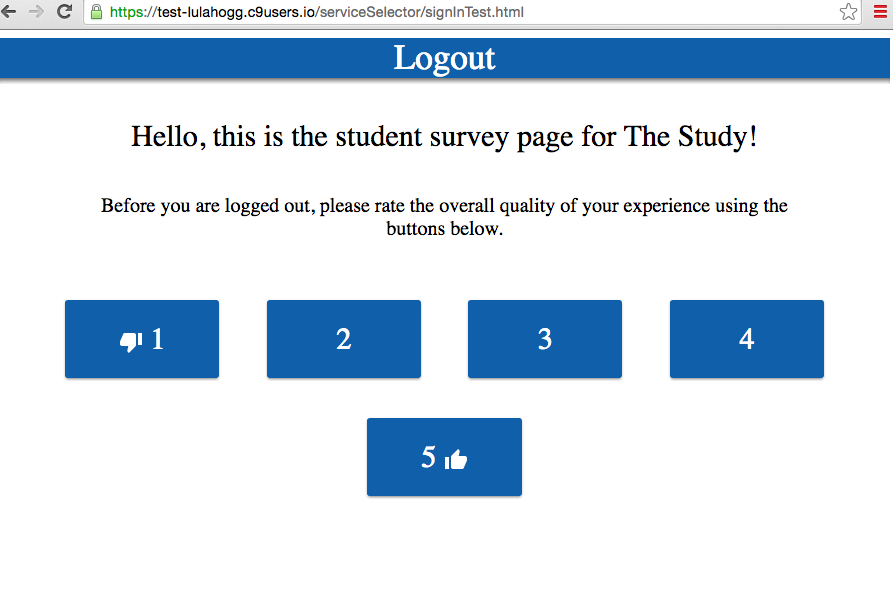 https://test-lulahogg.c9users.io/serviceSelector/signInTest.html
Logout
Hello, this is the student survey page for The Study!
Before you are logged out, please rate the overall quality of your experience using the
buttons below.
1
2
3
4
5